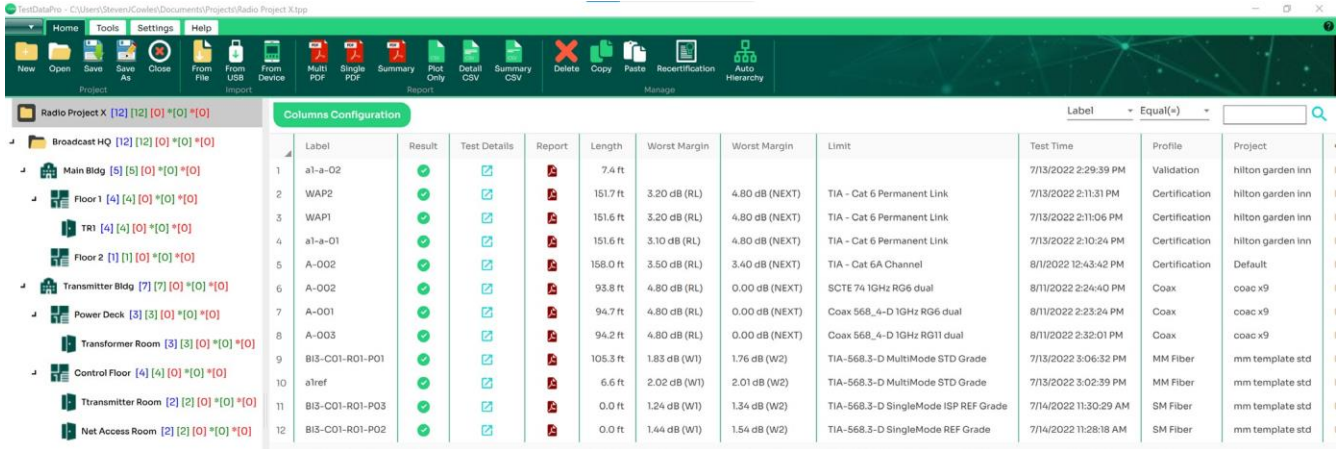 TestDataPro - C:\Users\StevenJCowles\Documents\Projects\Radio Project X.tpp
Home Tools Settings Help
New Open Save Save As Close From File From USB From Device Multi PDF Single PDF Summary Plot Only Detail CSV Summary CSV Delete Copy Paste Recertification Auto Hierarchy
Project Import Report Manage
Radio Project X [12] [12] [0] *[0] *[0]
Broadcast HQ [12] [12] [0] *[0] *[0]
Main Bldg [5] [5] [0] *[0] *[0]
Floor 1 [4] [4] [0] *[0] *[0]
TR1 [4] [4] [0] *[0] *[0]
Floor 2 [1] [1] [0] *[0] *[0]
Transmitter Bldg [7] [7] [0] *[0] *[0]
Power Deck [3] [3] [0] *[0] *[0]
Transformer Room [3] [3] [0] *[0] *[0]
Control Floor [4] [4] [0] *[0] *[0]
Ttransmitter Room [2] [2] [0] *[0] *[0]
Net Access Room [2] [2] [0] *[0] *[0]
Columns Configuration Label Equal(=)
Label Result Test Details Report Length Worst Margin Worst Margin Limit Test Time Profile Project
1 a1-a-02 7.4 ft 7/13/2022 2:29:39 PM Validation hilton garden inn
2 WAP2 151.7 ft 3.20 dB (RL) 4.80 dB (NEXT) TIA - Cat 6 Permanent Link 7/13/2022 2:11:31 PM Certification hilton garden inn
3 WAP1 151.6 ft 3.20 dB (RL) 4.80 dB (NEXT) TIA - Cat 6 Permanent Link 7/13/2022 2:11:06 PM Certification hilton garden inn
4 a1-a-01 151.6 ft 3.10 dB (RL) 4.80 dB (NEXT) TIA - Cat 6 Permanent Link 7/13/2022 2:10:24 PM Certification hilton garden inn
5 A-002 158.0 ft 3.50 dB (RL) 3.40 dB (NEXT) TIA - Cat 6A Channel 8/1/2022 12:43:42 PM Certification Default
6 A-002 93.8 ft 4.80 dB (RL) 0.00 dB (NEXT) SCTE 74 1GHz RG6 dual 8/11/2022 2:24:40 PM Coax coac x9
7 A-001 94.7 ft 4.80 dB (RL) 0.00 dB (NEXT) Coax 568_4-D 1GHz RG6 dual 8/11/2022 2:23:24 PM Coax coac x9
8 A-003 94.2 ft 4.80 dB (RL) 0.00 dB (NEXT) Coax 568_4-D 1GHz RG11 dual 8/11/2022 2:32:01 PM Coax coac x9
9 BI3-C01-R01-P01 105.3 ft 1.83 dB (W1) 1.76 dB (W2) TIA-568.3-D MultiMode STD Grade 7/13/2022 3:06:32 PM MM Fiber mm template std
10 a1ref 6.6 ft 2.02 dB (W1) 2.01 dB (W2) TIA-568.3-D MultiMode STD Grade 7/13/2022 3:02:39 PM MM Fiber mm template std
11 BI3-C01-R01-P03 0.0 ft 1.24 dB (W1) 1.34 dB (W2) TIA-568.3-D SingleMode ISP REF Grade 7/14/2022 11:30:29 AM SM Fiber mm template std
12 BI3-C01-R01-P02 0.0 ft 1.44 dB (W1) 1.54 dB (W2) TIA-568.3-D SingleMode REF Grade 7/14/2022 11:28:18 AM SM Fiber mm template std